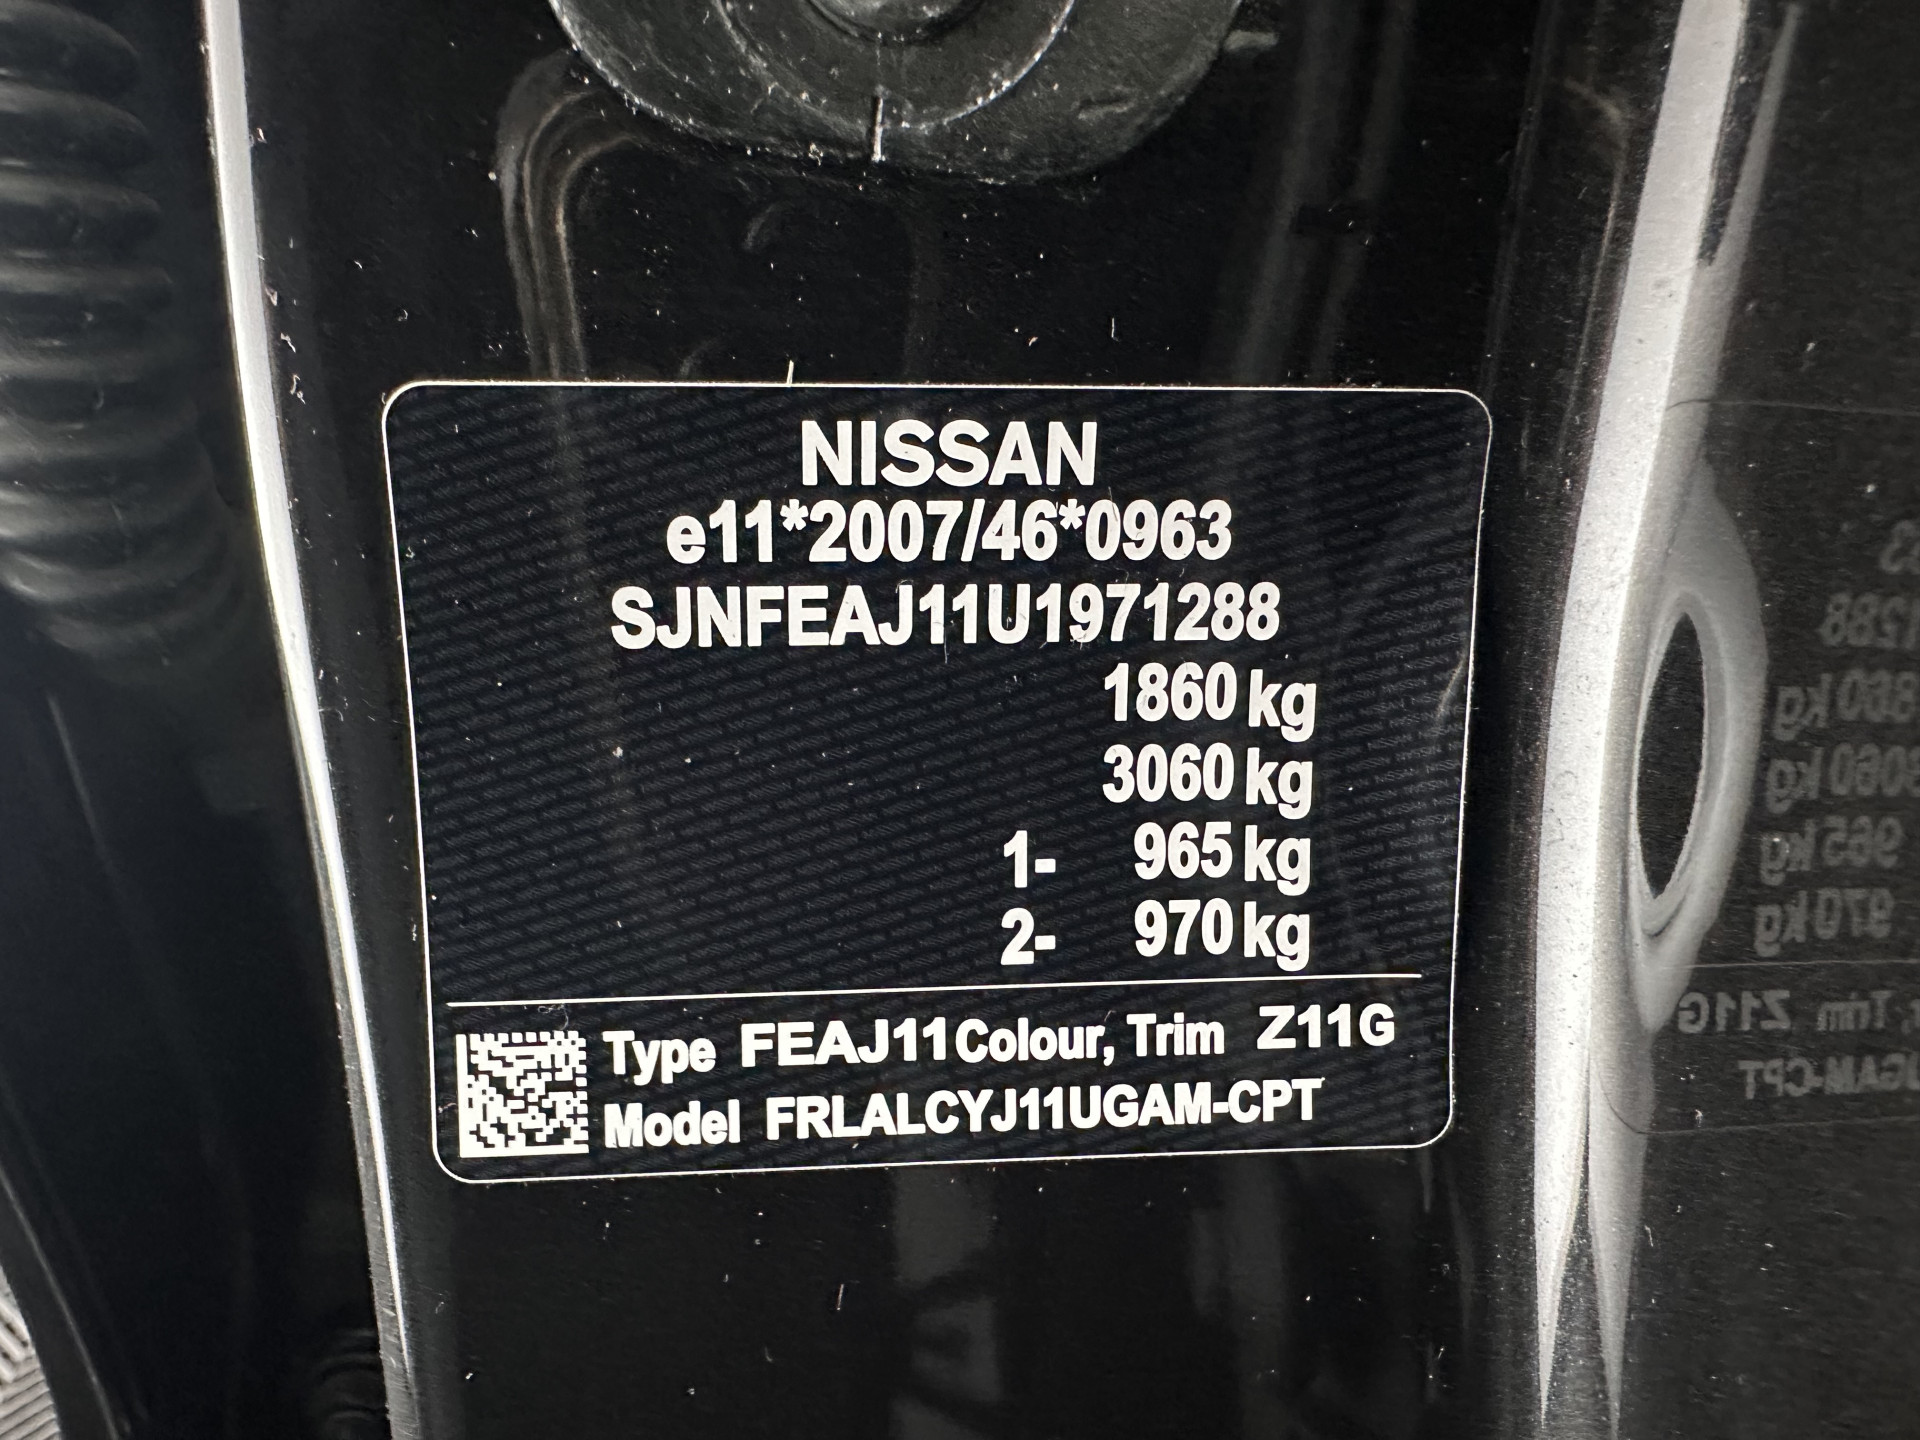 NISSAN
e11*2007/46*0963
SJNFEAJ11U1971288
1860 kg
3060 kg
1- 965 kg
2- 970 kg
Type FEAJ11 Colour, Trim Z11G
Model FRLALCYJ11UGAM-CPT